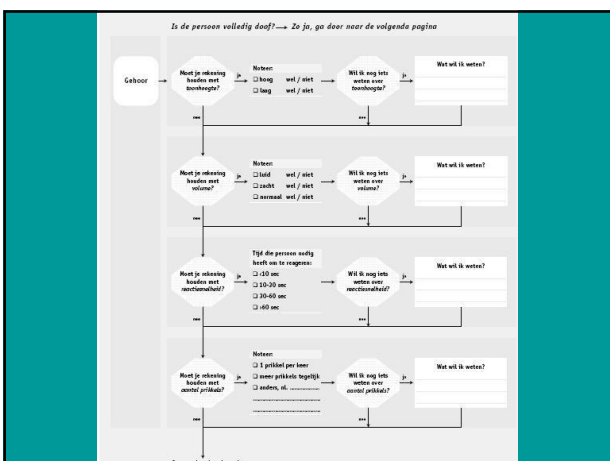 Is de persoon volledig doof? → Zo ja, ga door naar de volgende pagina
Gehoor
Moet je rekening
houden met
toonhoogte?
ja
Noteer:
❑ hoog wel / niet
❑ laag wel / niet
Wil ik nog iets
weten over
toonhoogte?
ja
Wat wil ik weten?
nee
nee
Moet je rekening
houden met
volume?
ja
Noteer:
❑ luid wel / niet
❑ zacht wel / niet
❑ normaal wel / niet
Wil ik nog iets
weten over
volume?
ja
Wat wil ik weten?
nee
nee
Moet je rekening
houden met
reactiesnelheid?
ja
Tijd die persoon nodig
heeft om te reageren:
❑ <10 sec
❑ 10-30 sec
❑ 30-60 sec
❑ >60 sec
Wil ik nog iets
weten over
reactiesnelheid?
ja
Wat wil ik weten?
nee
nee
Moet je rekening
houden met
aantal prikkels?
ja
Noteer:
❑ 1 prikkel per keer
❑ meer prikkels tegelijk
❑ anders, nl. ..................
Wil ik nog iets
weten over
aantal prikkels?
ja
Wat wil ik weten?
nee
nee